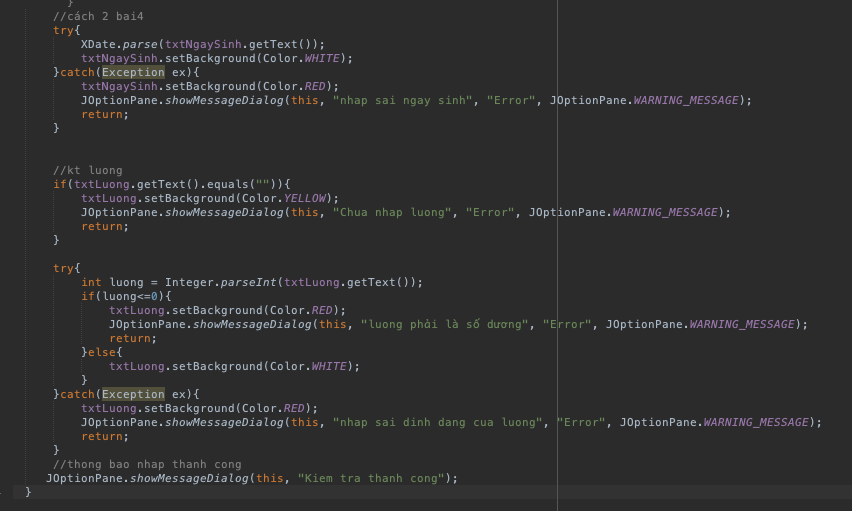 }
//cách 2 bai4
try{
XDate.parse(txtNgaySinh.getText());
txtNgaySinh.setBackground(Color.WHITE);
}catch(Exception ex){
txtNgaySinh.setBackground(Color.RED);
JOptionPane.showMessageDialog(this, "nhap sai ngay sinh", "Error", JOptionPane.WARNING_MESSAGE);
return;
}
//kt luong
if(txtLuong.getText().equals("")){
txtLuong.setBackground(Color.YELLOW);
JOptionPane.showMessageDialog(this, "Chua nhap luong", "Error", JOptionPane.WARNING_MESSAGE);
return;
}
try{
int luong = Integer.parseInt(txtLuong.getText());
if(luong<=0){
txtLuong.setBackground(Color.RED);
JOptionPane.showMessageDialog(this, "luong phải là số dương", "Error", JOptionPane.WARNING_MESSAGE);
return;
}else{
txtLuong.setBackground(Color.WHITE);
}
}catch(Exception ex){
txtLuong.setBackground(Color.RED);
JOptionPane.showMessageDialog(this, "nhap sai dinh dang cua luong", "Error", JOptionPane.WARNING_MESSAGE);
return;
}
//thong bao nhap thanh cong
JOptionPane.showMessageDialog(this, "Kiem tra thanh cong");
}